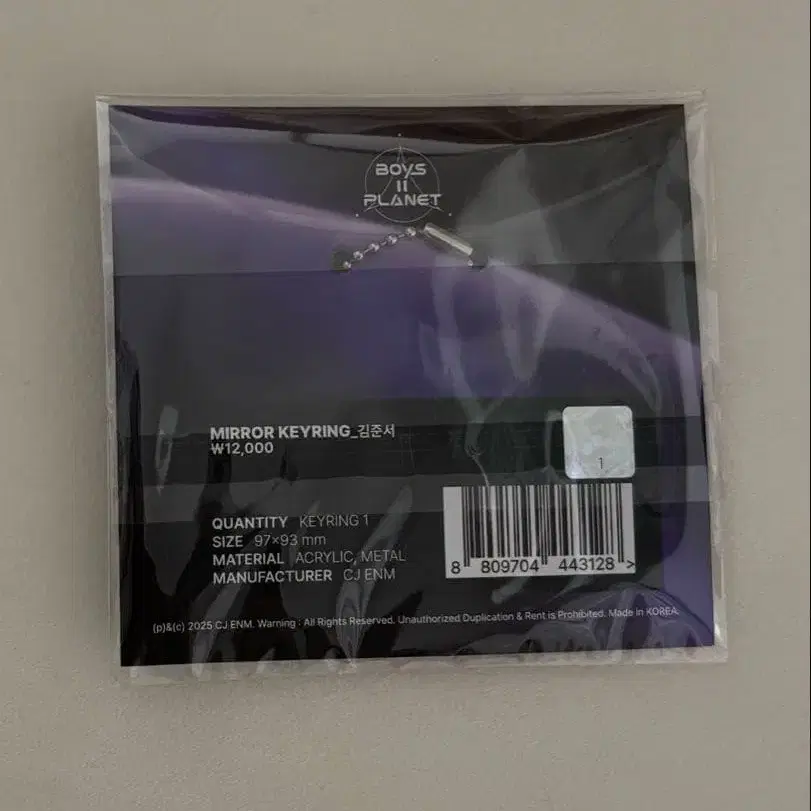 BOYS
II
PLANET
MIRROR KEYRING_김준서
₩12,000
1
QUANTITY KEYRING 1
SIZE 97×93 mm
MATERIAL ACRYLIC, METAL
MANUFACTURER CJ ENM
8 809704 443128 >
(p)&(c) 2025 CJ ENM. Warning : All Rights Reserved. Unauthorized Duplication & Rent is Prohibited. Made in KOREA.